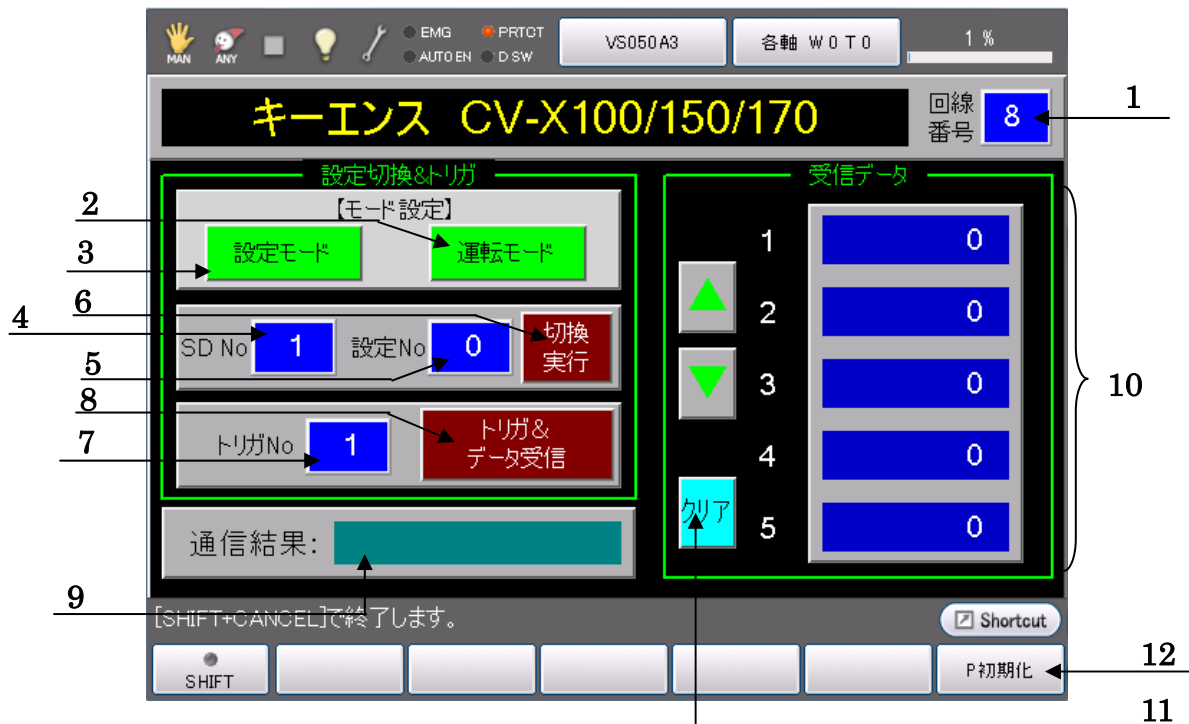 MAN
ANY
EMG
PRTCT
AUTO EN
D SW
VS050A3
各軸 W0T0
1 %
キーエンス CV-X100/150/170
回線
番号
8
1
設定切換&トリガ
【モード設定】
設定モード
運転モード
2
3
SD No
1
設定No
0
切換
実行
4
5
6
トリガNo
1
トリガ&
データ受信
7
8
通信結果:
9
受信データ
1
0
2
0
3
0
4
0
5
0
クリア
10
[SHIFT+CANCEL]で終了します。
Shortcut
SHIFT
P初期化
12
11